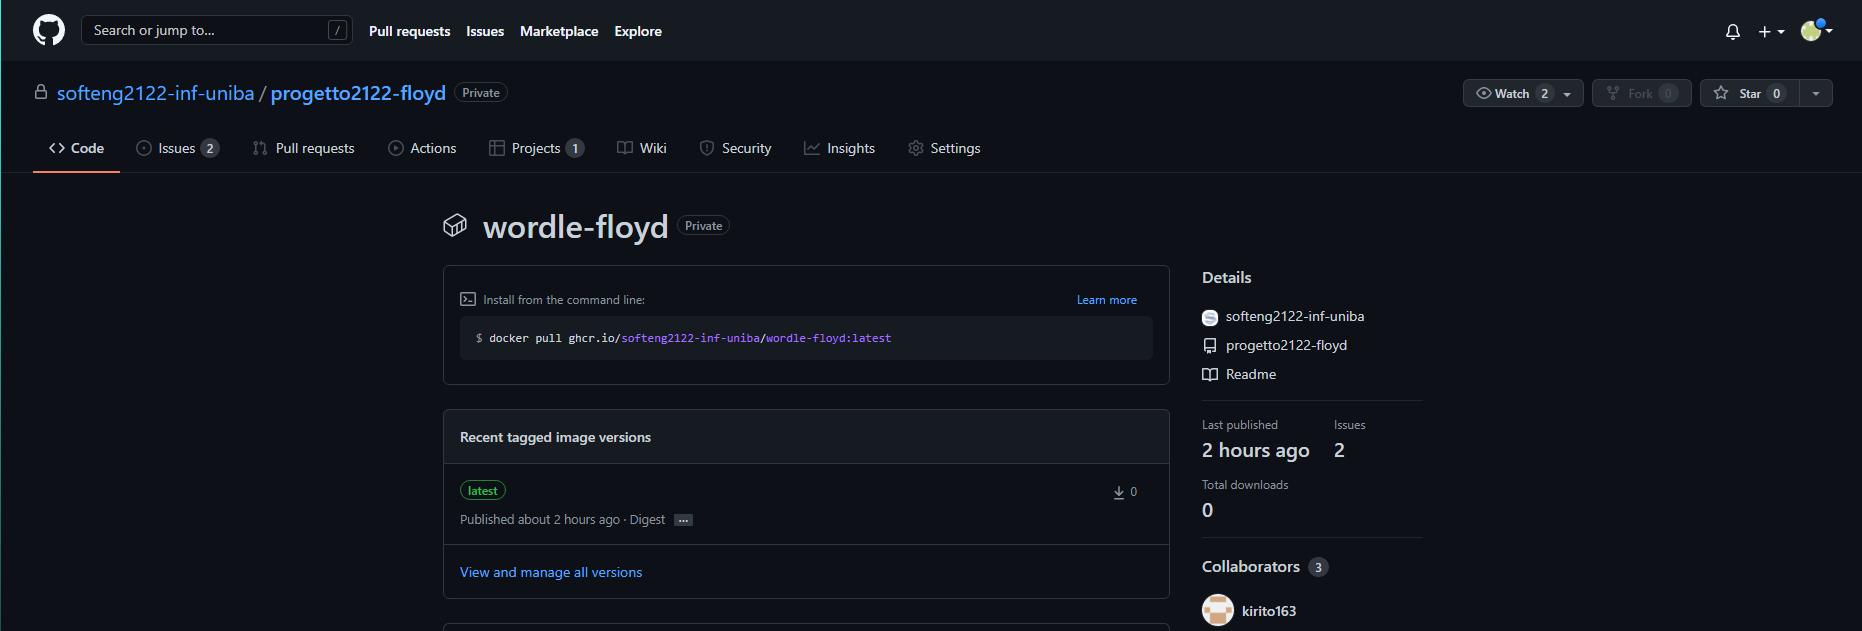 Search or jump to... / Pull requests Issues Marketplace Explore
softeng2122-inf-uniba / progetto2122-floyd Private Watch 2 Fork 0 Star 0
Code Issues 2 Pull requests Actions Projects 1 Wiki Security Insights Settings
wordle-floyd Private
Install from the command line: Learn more
$ docker pull ghcr.io/softeng2122-inf-uniba/wordle-floyd:latest
Recent tagged image versions
latest 0
Published about 2 hours ago · Digest ...
View and manage all versions
Details
softeng2122-inf-uniba
progetto2122-floyd
Readme
Last published Issues
2 hours ago 2
Total downloads
0
Collaborators 3
kirito163